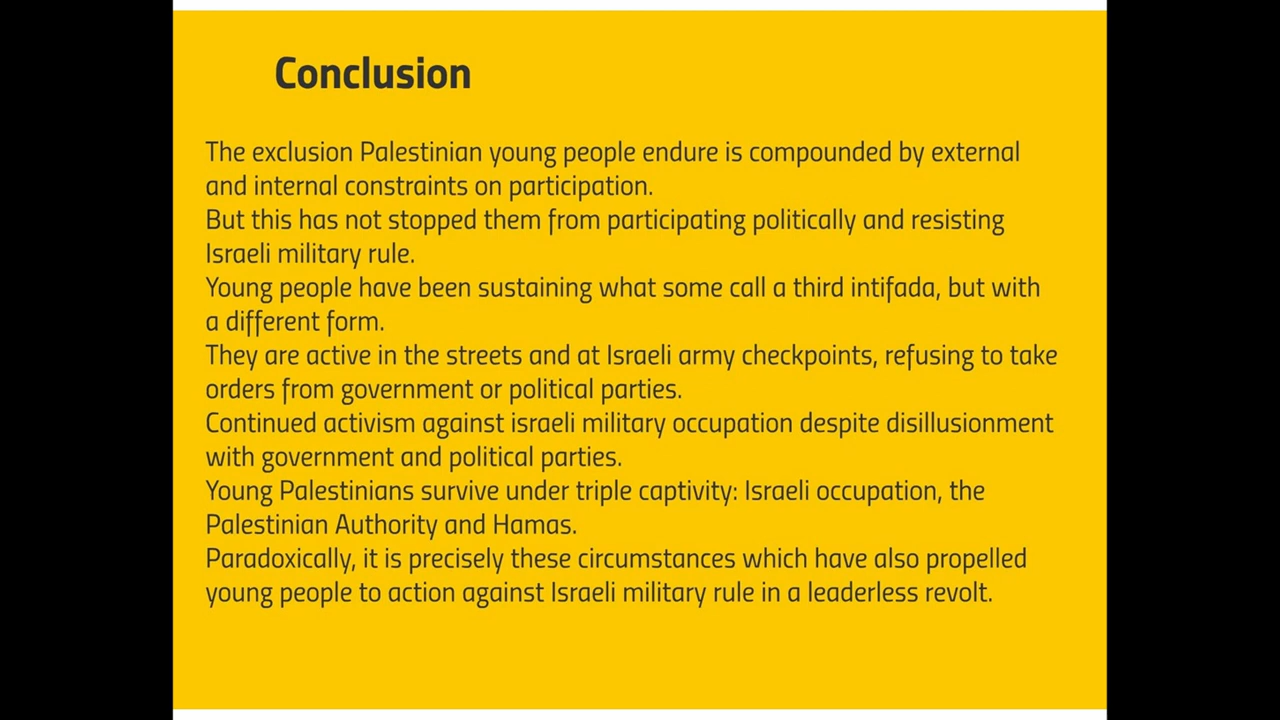 Conclusion
The exclusion Palestinian young people endure is compounded by external
and internal constraints on participation.
But this has not stopped them from participating politically and resisting
Israeli military rule.
Young people have been sustaining what some call a third intifada, but with
a different form.
They are active in the streets and at Israeli army checkpoints, refusing to take
orders from government or political parties.
Continued activism against israeli military occupation despite disillusionment
with government and political parties.
Young Palestinians survive under triple captivity: Israeli occupation, the
Palestinian Authority and Hamas.
Paradoxically, it is precisely these circumstances which have also propelled
young people to action against Israeli military rule in a leaderless revolt.